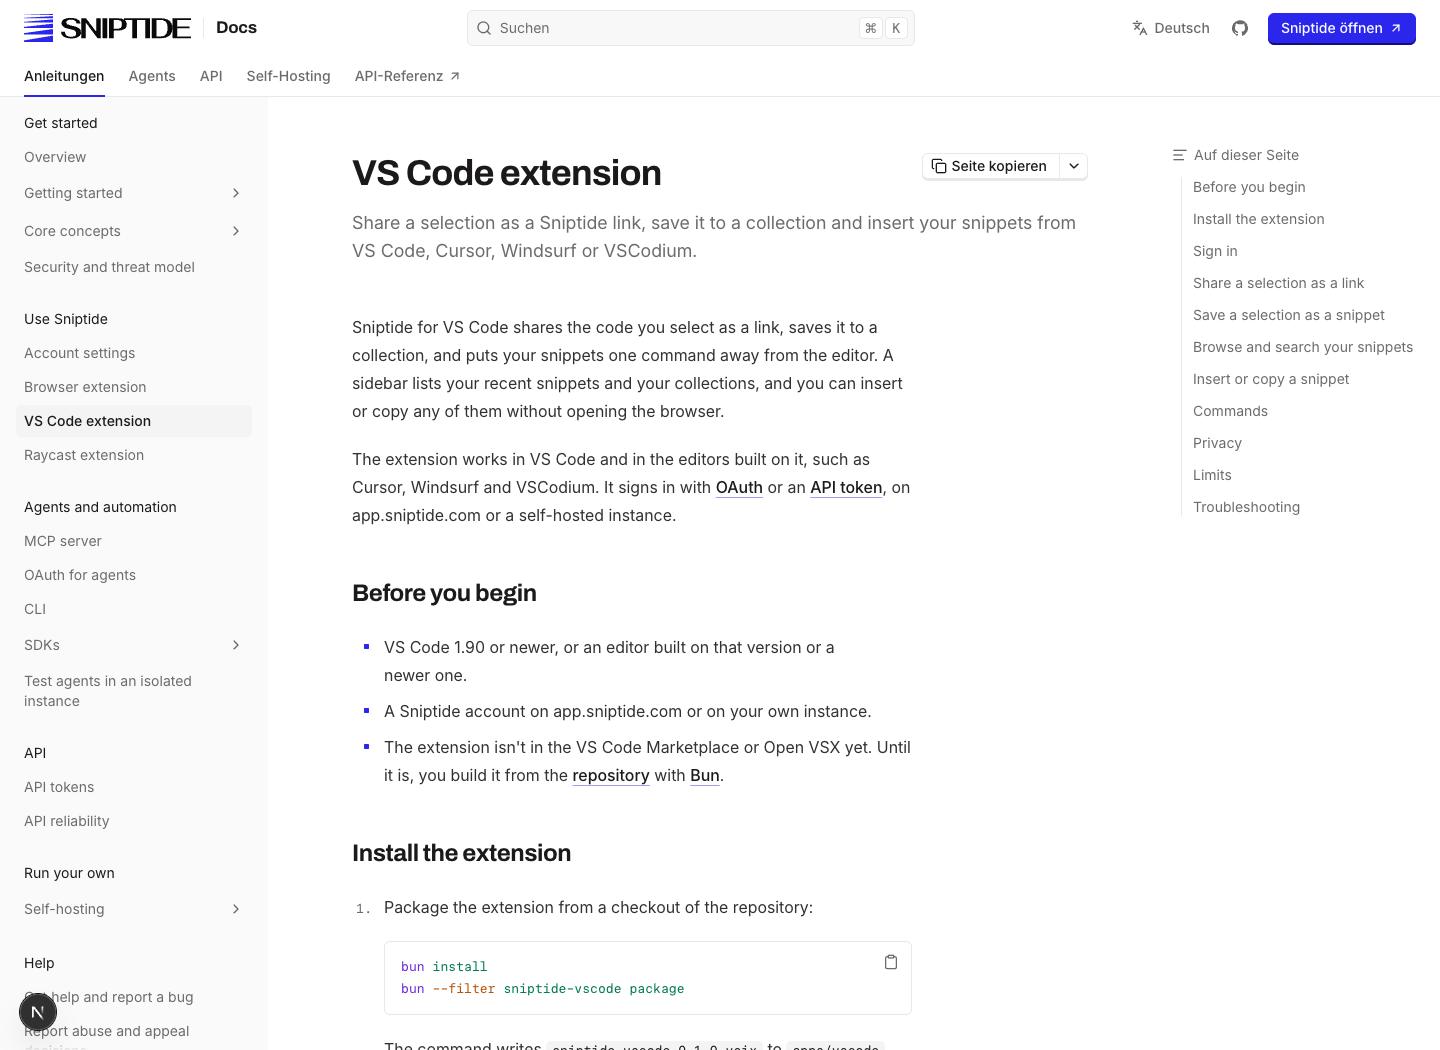 SNIPTIDE Docs
Suchen
⌘ K
Deutsch
Sniptide öffnen
Anleitungen
Agents
API
Self-Hosting
API-Referenz
Get started
Overview
Getting started
Core concepts
Security and threat model
Use Sniptide
Account settings
Browser extension
VS Code extension
Raycast extension
Agents and automation
MCP server
OAuth for agents
CLI
SDKs
Test agents in an isolated
instance
API
API tokens
API reliability
Run your own
Self-hosting
Help
help and report a bug
Report abuse and appeal
N
VS Code extension
Seite kopieren
Share a selection as a Sniptide link, save it to a collection and insert your snippets from
VS Code, Cursor, Windsurf or VSCodium.
Sniptide for VS Code shares the code you select as a link, saves it to a
collection, and puts your snippets one command away from the editor. A
sidebar lists your recent snippets and your collections, and you can insert
or copy any of them without opening the browser.
The extension works in VS Code and in the editors built on it, such as
Cursor, Windsurf and VSCodium. It signs in with OAuth or an API token, on
app.sniptide.com or a self-hosted instance.
Before you begin
VS Code 1.90 or newer, or an editor built on that version or a
newer one.
A Sniptide account on app.sniptide.com or on your own instance.
The extension isn't in the VS Code Marketplace or Open VSX yet. Until
it is, you build it from the repository with Bun.
Install the extension
1. Package the extension from a checkout of the repository:
bun install
bun --filter sniptide-vscode package
The command writes sniptide-vscode-0.1.0.vsix to apps/vscode
Auf dieser Seite
Before you begin
Install the extension
Sign in
Share a selection as a link
Save a selection as a snippet
Browse and search your snippets
Insert or copy a snippet
Commands
Privacy
Limits
Troubleshooting